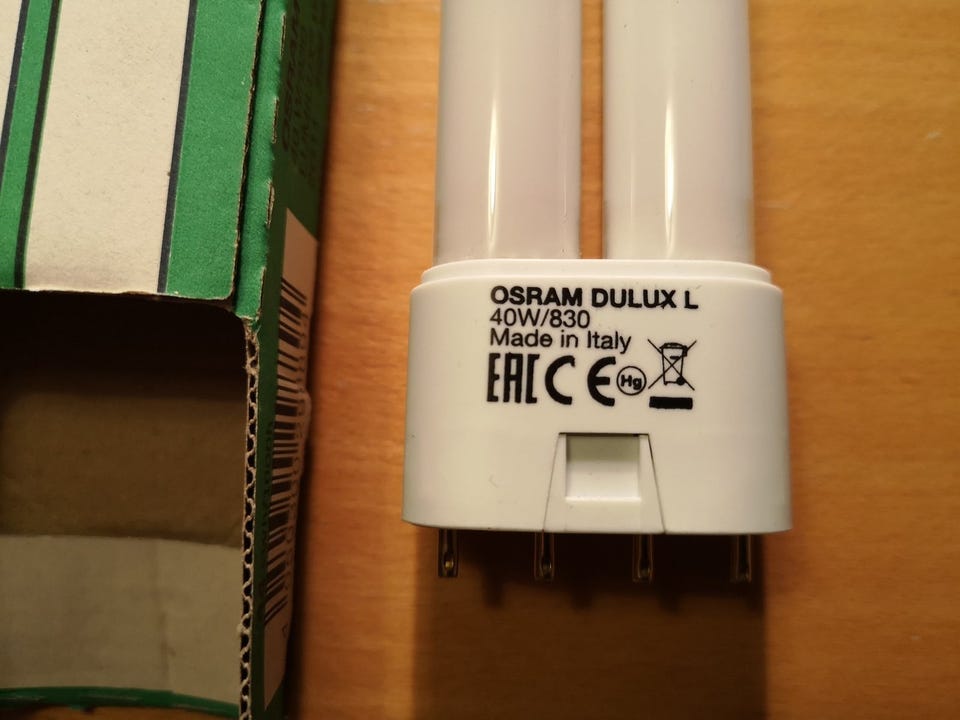 OSRAM DULUX L
40W/830
Made in Italy
EAC CE Hg